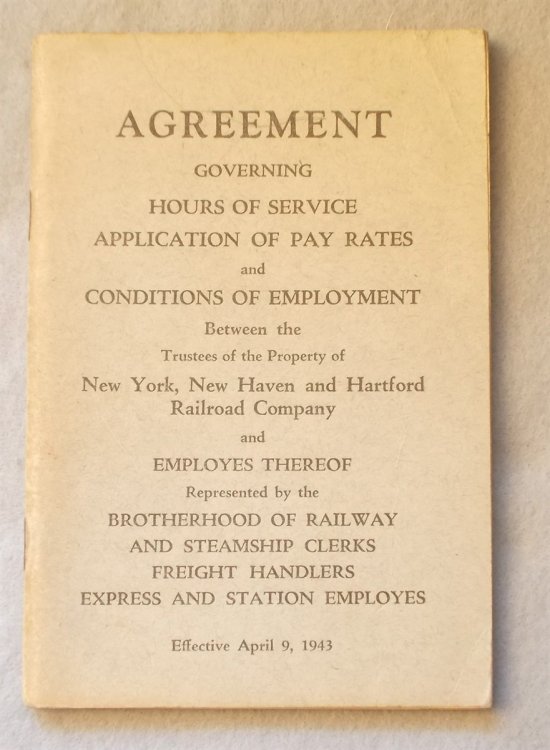 AGREEMENT
GOVERNING
HOURS OF SERVICE
APPLICATION OF PAY RATES
and
CONDITIONS OF EMPLOYMENT
Between the
Trustees of the Property of
New York, New Haven and Hartford
Railroad Company
and
EMPLOYES THEREOF
Represented by the
BROTHERHOOD OF RAILWAY
AND STEAMSHIP CLERKS
FREIGHT HANDLERS
EXPRESS AND STATION EMPLOYES
Effective April 9, 1943